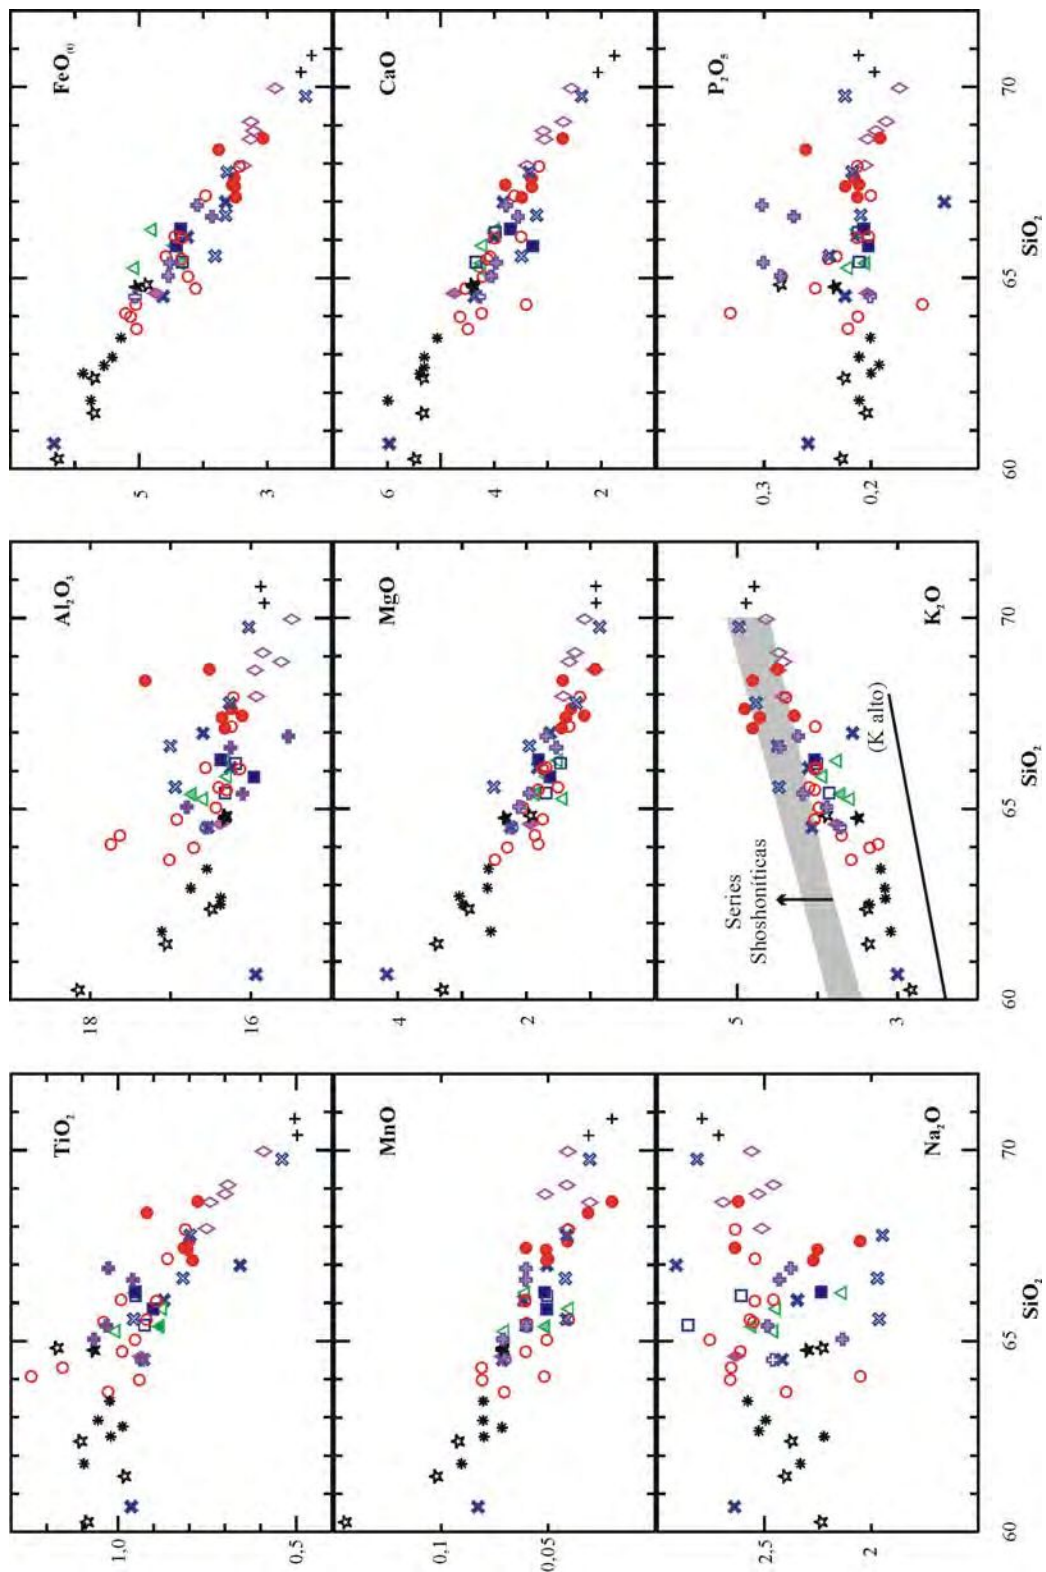 TiO₂
1,0
0,5
Al₂O₃
18
16
FeO₍ₜ₎
5
3
MnO
0,1
0,05
MgO
4
2
CaO
6
4
2
Na₂O
2,5
2
60
65
70
SiO₂
K₂O
5
3
Series
Shoshoníticas
(K alto)
60
65
70
SiO₂
P₂O₅
0,3
0,2
60
65
70
SiO₂